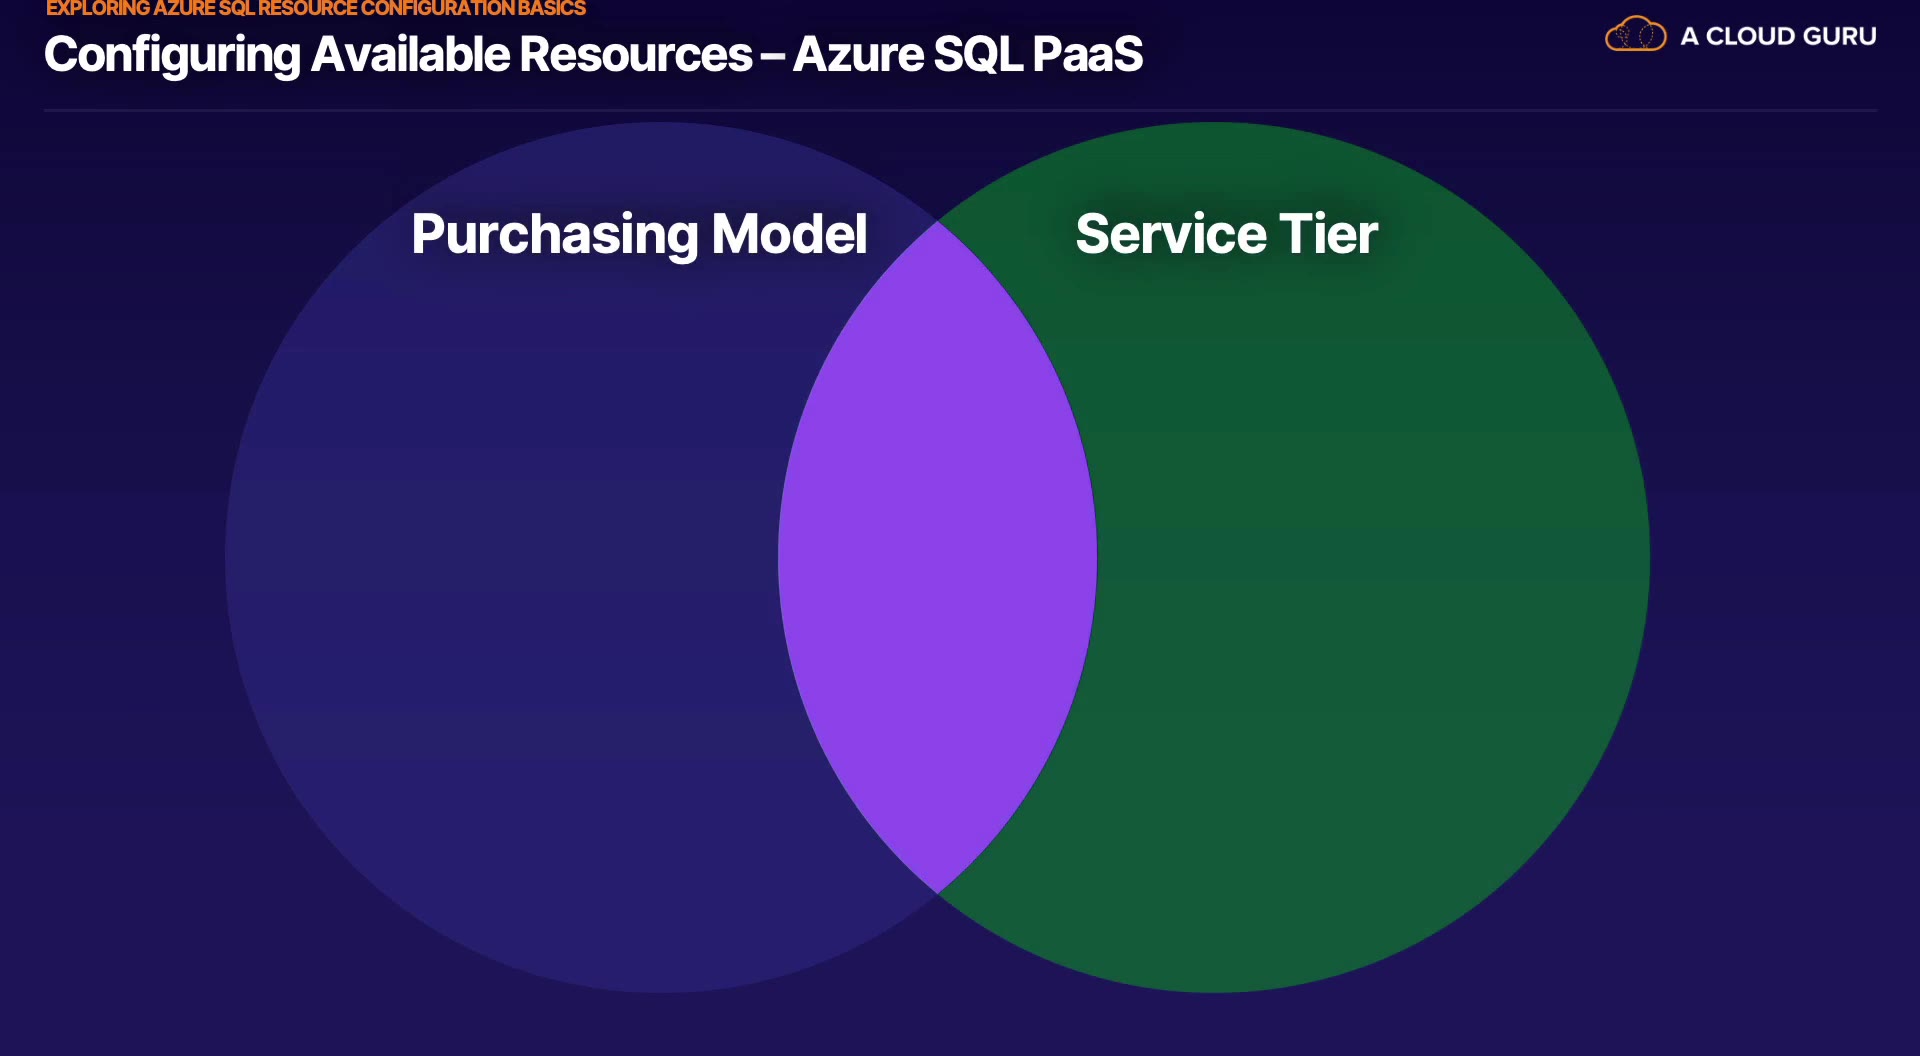 EXPLORING AZURE SQL RESOURCE CONFIGURATION BASICS
Configuring Available Resources – Azure SQL PaaS
A CLOUD GURU
Purchasing Model
Service Tier